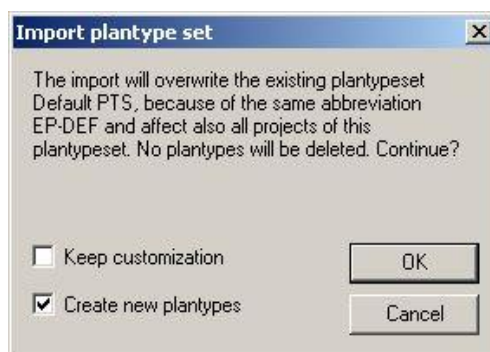 Import plantype set
The import will overwrite the existing plantypeset
Default PTS, because of the same abbreviation
EP-DEF and affect also all projects of this
plantypeset. No plantypes will be deleted. Continue?
Keep customization
OK
Create new plantypes
Cancel